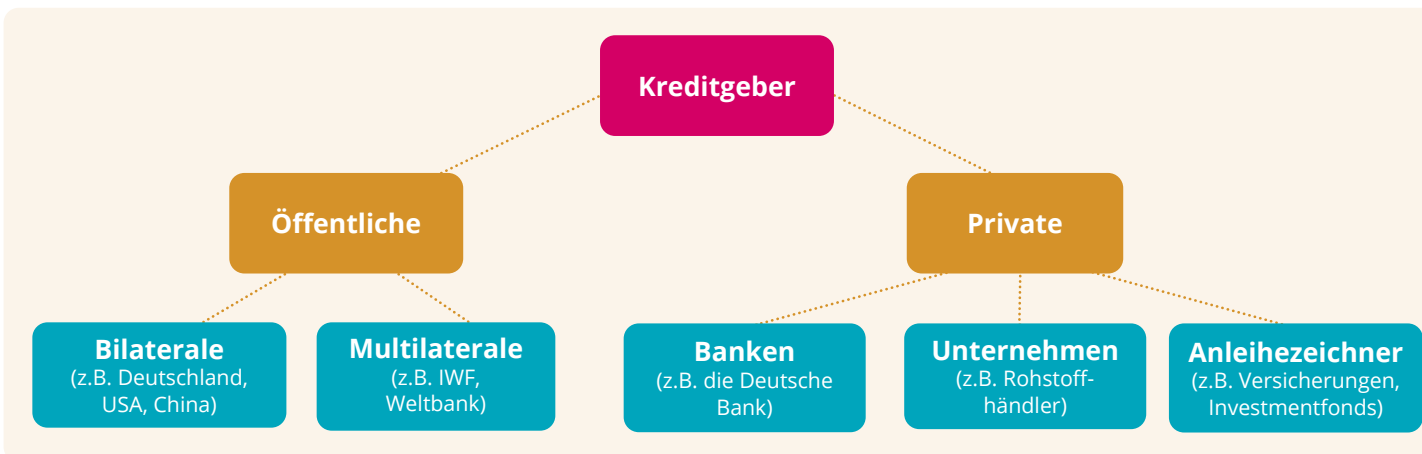 Kreditgeber
Öffentliche
Private
Bilaterale
(z.B. Deutschland,
USA, China)
Multilaterale
(z.B. IWF,
Weltbank)
Banken
(z.B. die Deutsche
Bank)
Unternehmen
(z.B. Rohstoff-
händler)
Anleihezeichner
(z.B. Versicherungen,
Investmentfonds)